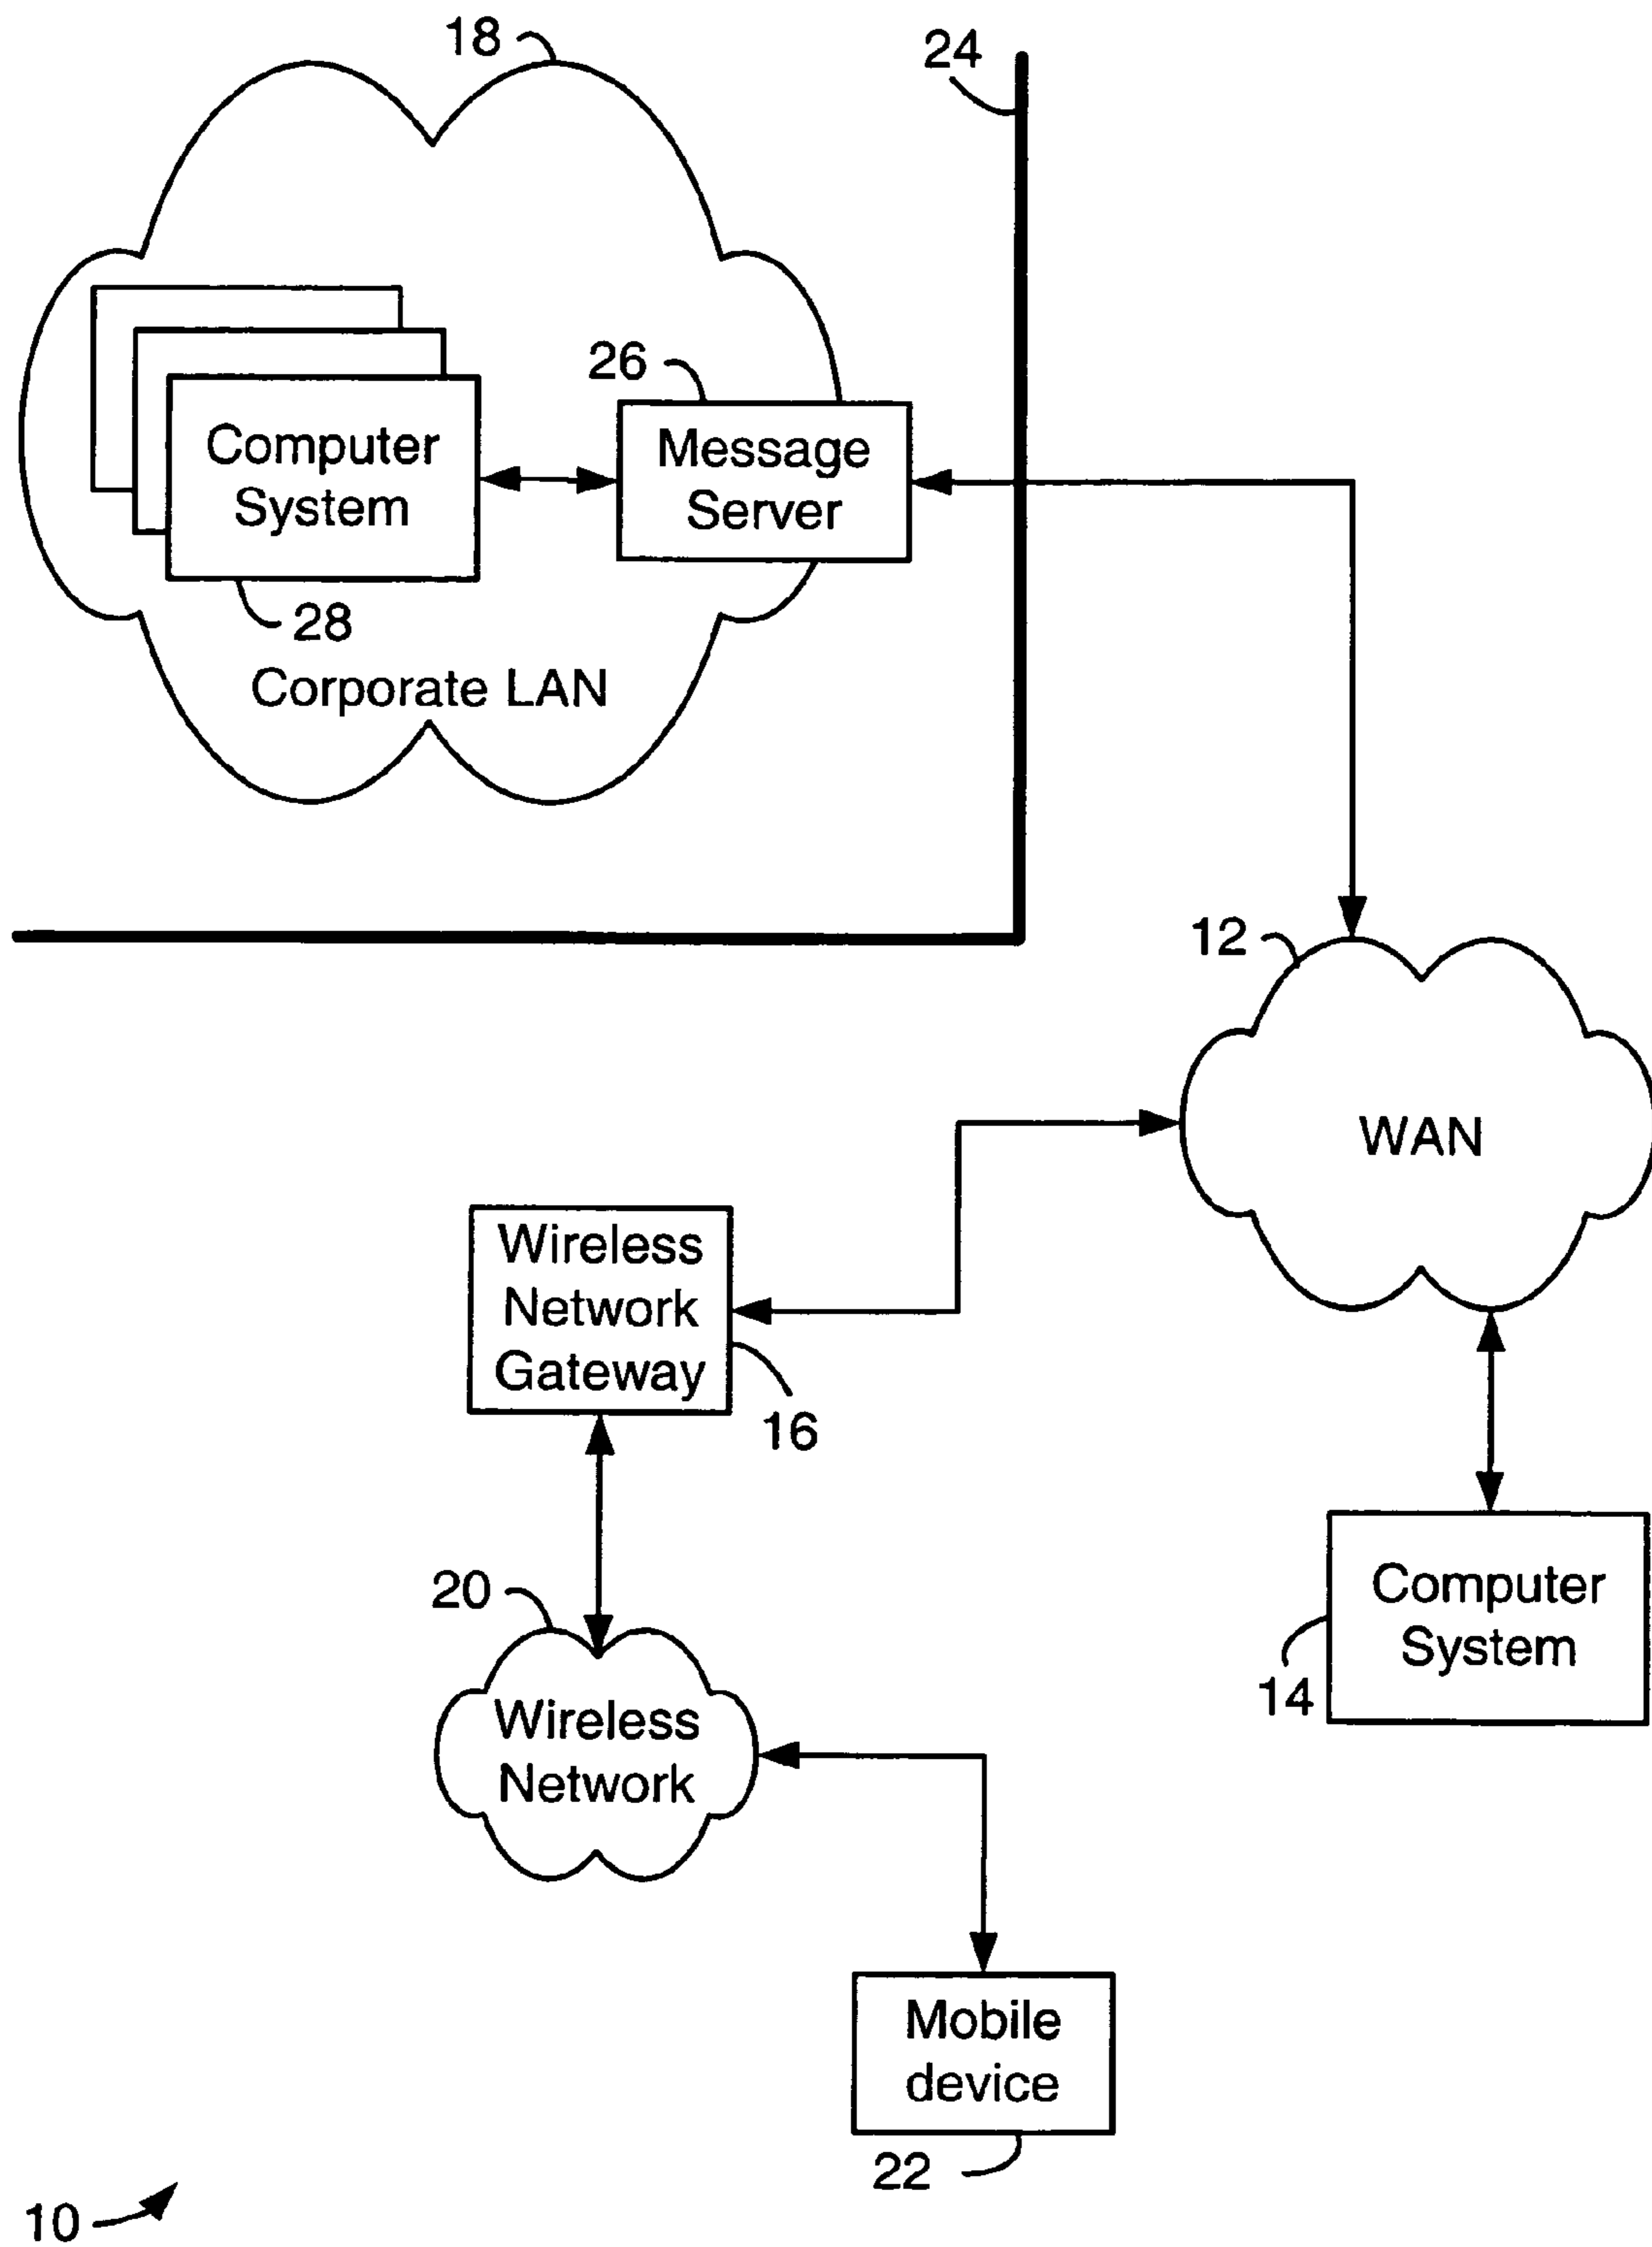 18
24
26
Computer
System
Message
Server
28
Corporate LAN
12
WAN
Wireless
Network
Gateway
16
20
Computer
System
14
Wireless
Network
Mobile
device
22
10